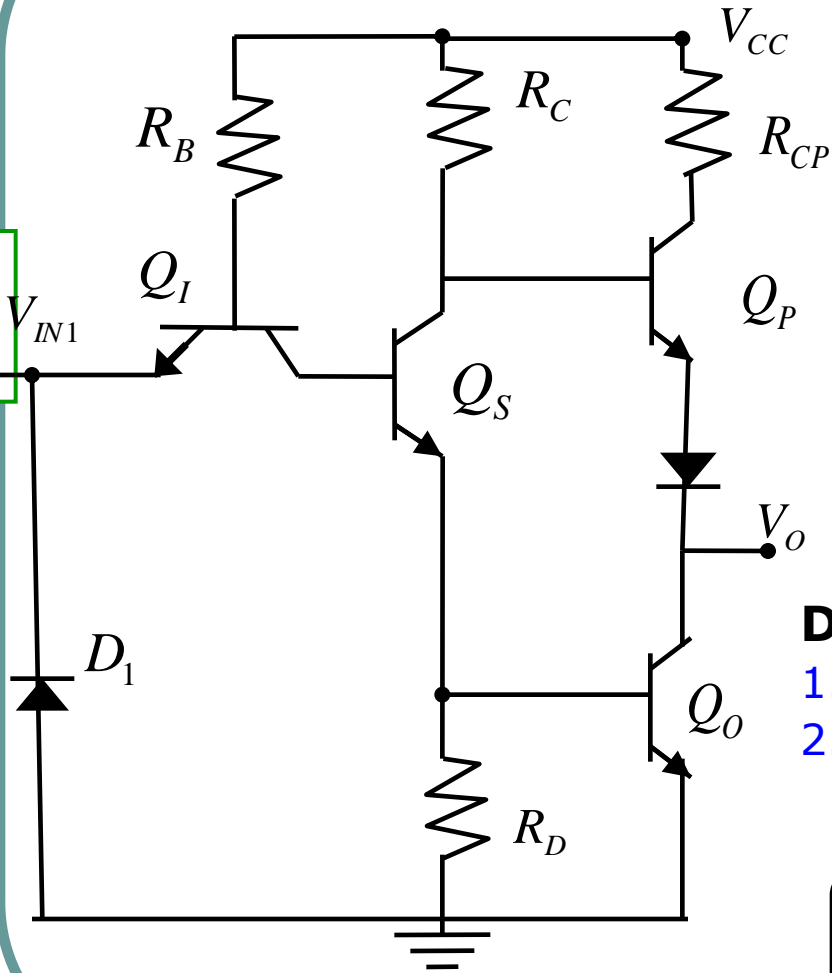 V_CC
R_C
R_B
R_CP
Q_I
Q_P
V_IN1
Q_S
V_O
D
D_1
1
2
Q_O
R_D